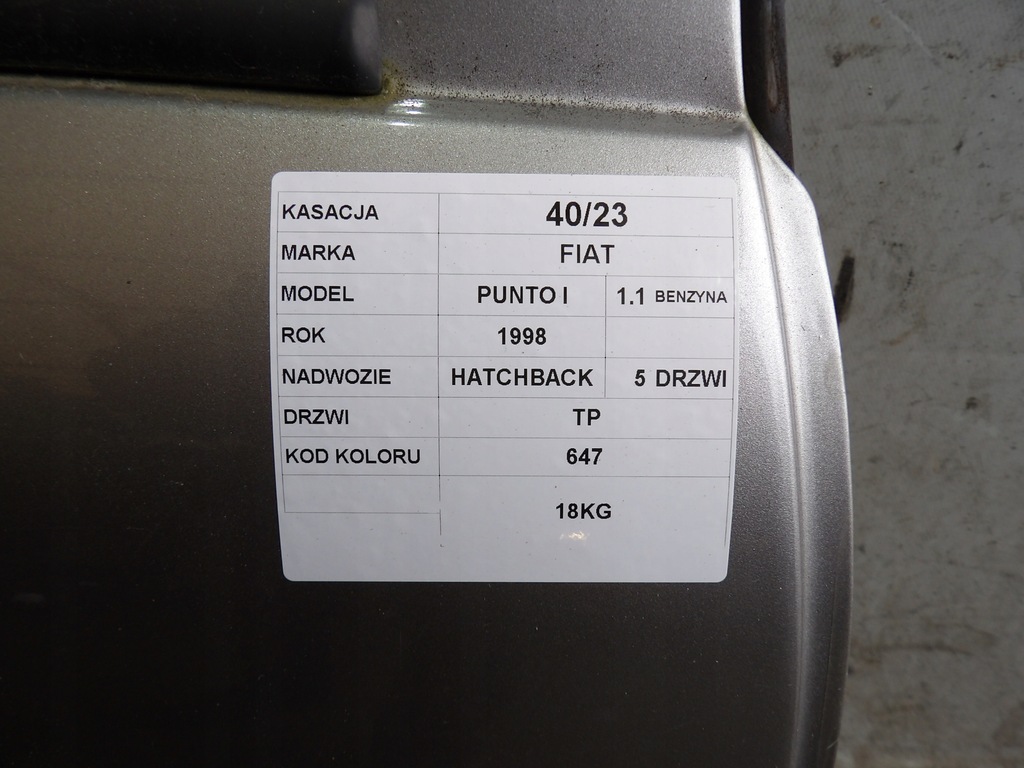 KASACJA 40/23
MARKA FIAT
MODEL PUNTO I 1.1 BENZYNA
ROK 1998
NADWOZIE HATCHBACK 5 DRZWI
DRZWI TP
KOD KOLORU 647
18KG